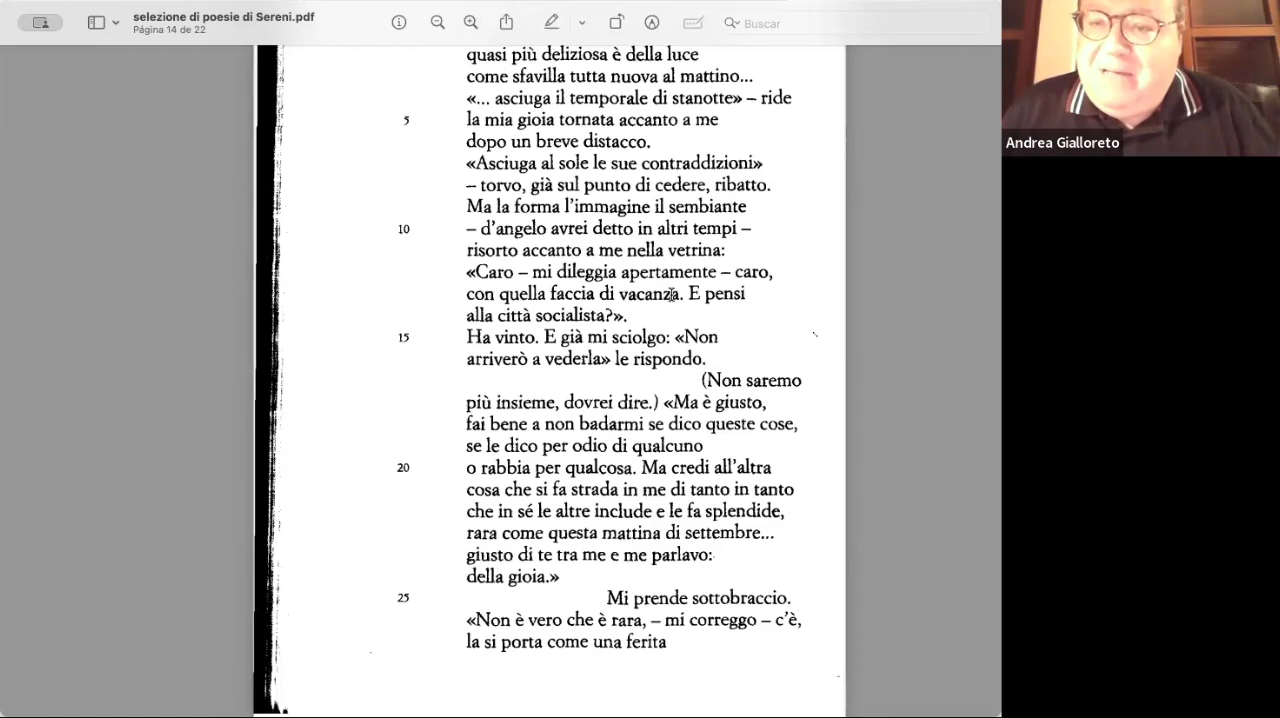 selezione di poesie di Sereni.pdf
Página 14 de 22
Buscar
Andrea Gialloreto
quasi più deliziosa è della luce
come sfavilla tutta nuova al mattino...
«... asciuga il temporale di stanotte» – ride
5 la mia gioia tornata accanto a me
dopo un breve distacco.
«Asciuga al sole le sue contraddizioni»
– torvo, già sul punto di cedere, ribatto.
Ma la forma l'immagine il sembiante
10 – d'angelo avrei detto in altri tempi –
risorto accanto a me nella vetrina:
«Caro – mi dileggia apertamente – caro,
con quella faccia di vacanza. E pensi
alla città socialista?».
15 Ha vinto. E già mi sciolgo: «Non
arriverò a vederla» le rispondo.
(Non saremo
più insieme, dovrei dire.) «Ma è giusto,
fai bene a non badarmi se dico queste cose,
se le dico per odio di qualcuno
20 o rabbia per qualcosa. Ma credi all'altra
cosa che si fa strada in me di tanto in tanto
che in sé le altre include e le fa splendide,
rara come questa mattina di settembre...
giusto di te tra me e me parlavo:
della gioia.»
25 Mi prende sottobraccio.
«Non è vero che è rara, – mi correggo – c'è,
la si porta come una ferita